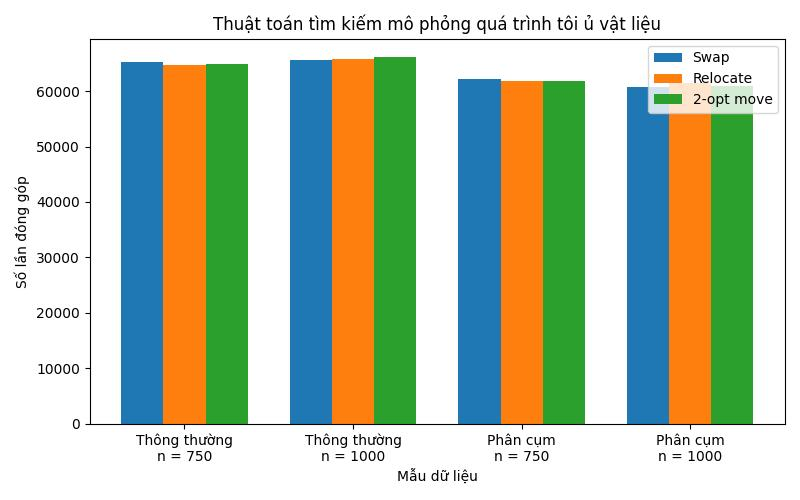 Thuật toán tìm kiếm mô phỏng quá trình tôi ủ vật liệu
Swap
Relocate
2-opt move
Số lần đóng góp
60000
50000
40000
30000
20000
10000
0
Thông thường
n = 750
Thông thường
n = 1000
Phân cụm
n = 750
Phân cụm
n = 1000
Mẫu dữ liệu